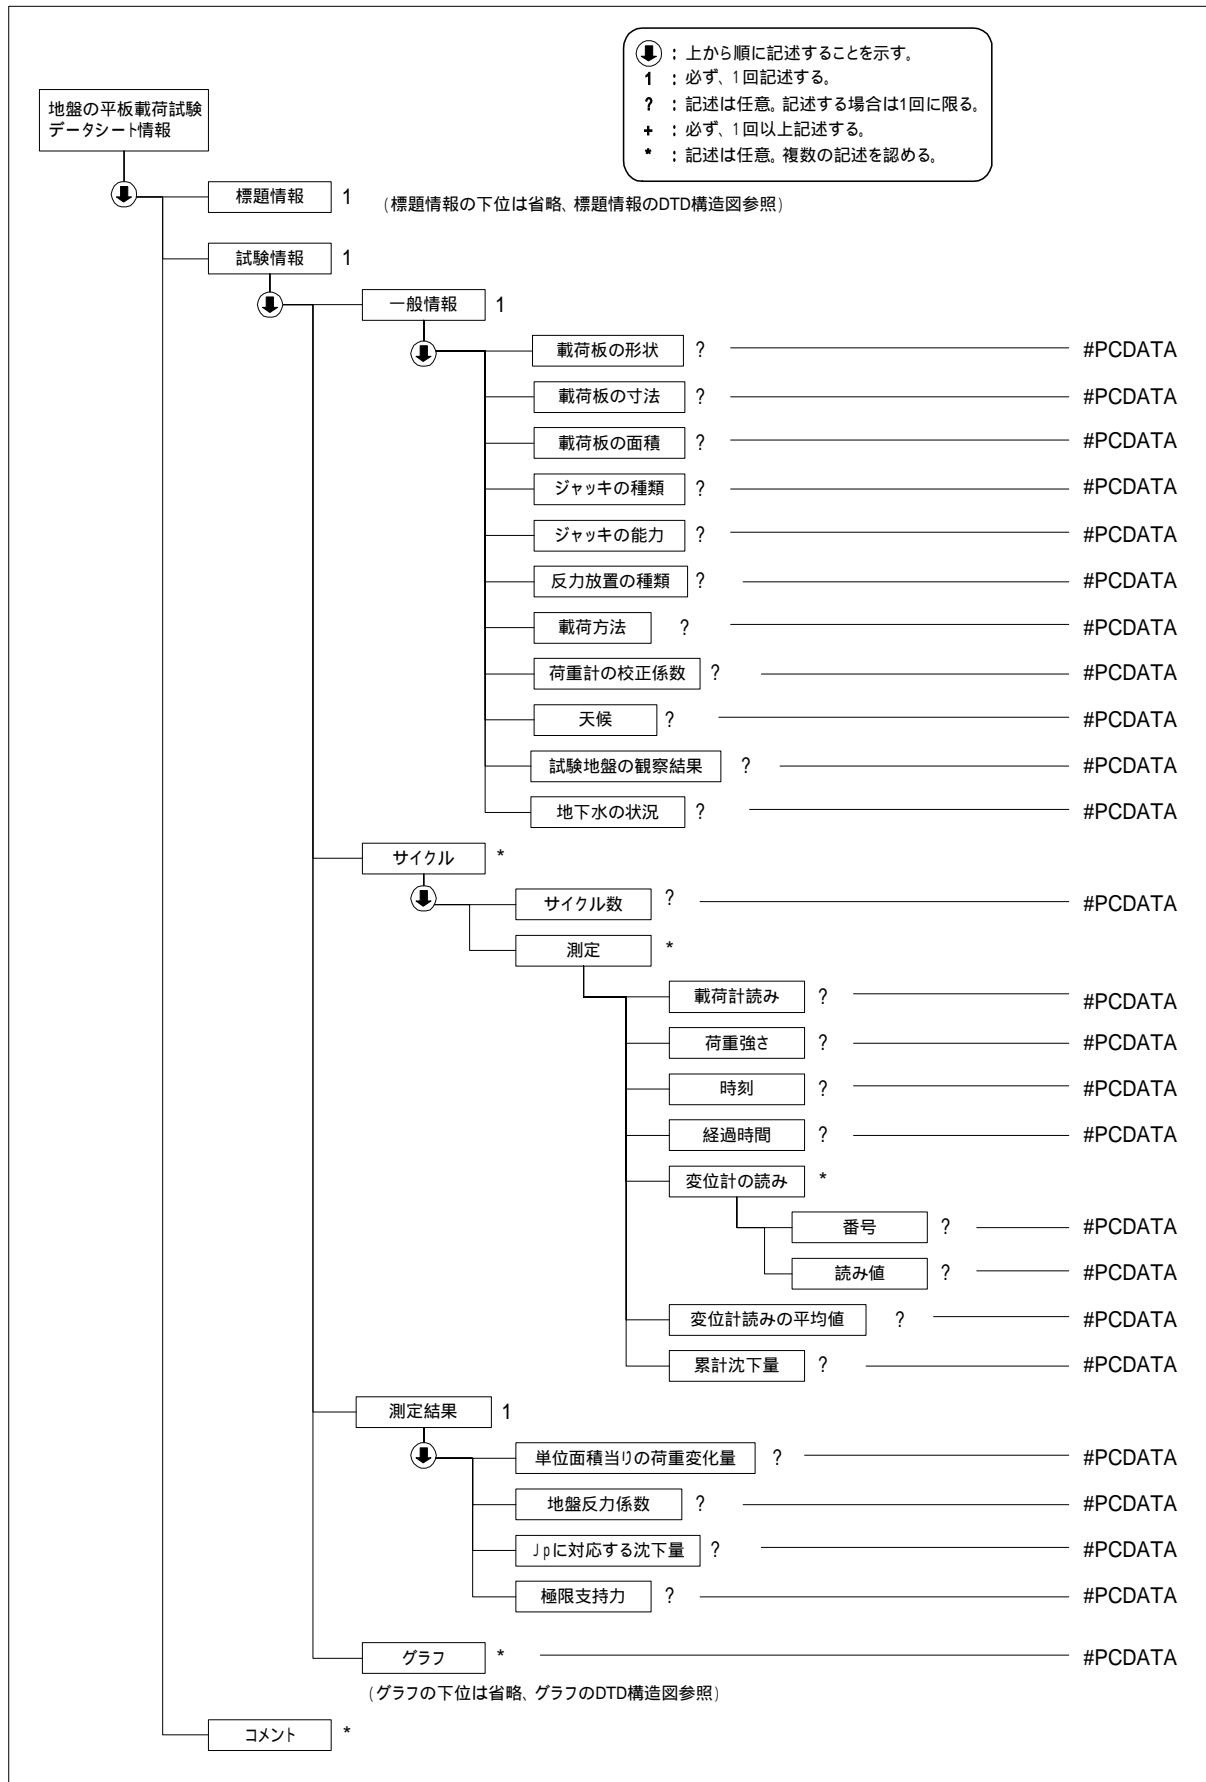 ：上から順に記述することを示す。
1 ：必ず、1回記述する。
? ：記述は任意。記述する場合は1回に限る。
+ ：必ず、1回以上記述する。
* ：記述は任意。複数の記述を認める。
地盤の平板載荷試験
データシート情報
標題情報 1 (標題情報の下位は省略、標題情報のDTD構造図参照)
試験情報 1
一般情報 1
載荷板の形状 ? #PCDATA
載荷板の寸法 ? #PCDATA
載荷板の面積 ? #PCDATA
ジャッキの種類 ? #PCDATA
ジャッキの能力 ? #PCDATA
反力放置の種類 ? #PCDATA
載荷方法 ? #PCDATA
荷重計の校正係数 ? #PCDATA
天候 ? #PCDATA
試験地盤の観察結果 ? #PCDATA
地下水の状況 ? #PCDATA
サイクル *
サイクル数 ? #PCDATA
測定 *
載荷計読み ? #PCDATA
荷重強さ ? #PCDATA
時刻 ? #PCDATA
経過時間 ? #PCDATA
変位計の読み *
番号 ? #PCDATA
読み値 ? #PCDATA
変位計読みの平均値 ? #PCDATA
累計沈下量 ? #PCDATA
測定結果 1
単位面積当りの荷重変化量 ? #PCDATA
地盤反力係数 ? #PCDATA
Jpに対応する沈下量 ? #PCDATA
極限支持力 ? #PCDATA
グラフ * #PCDATA
(グラフの下位は省略、グラフのDTD構造図参照)
コメント *